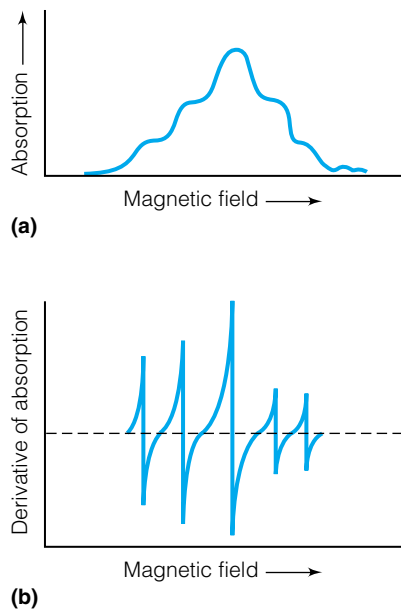 Absorption
Magnetic field
(a)
Derivative of absorption
Magnetic field
(b)